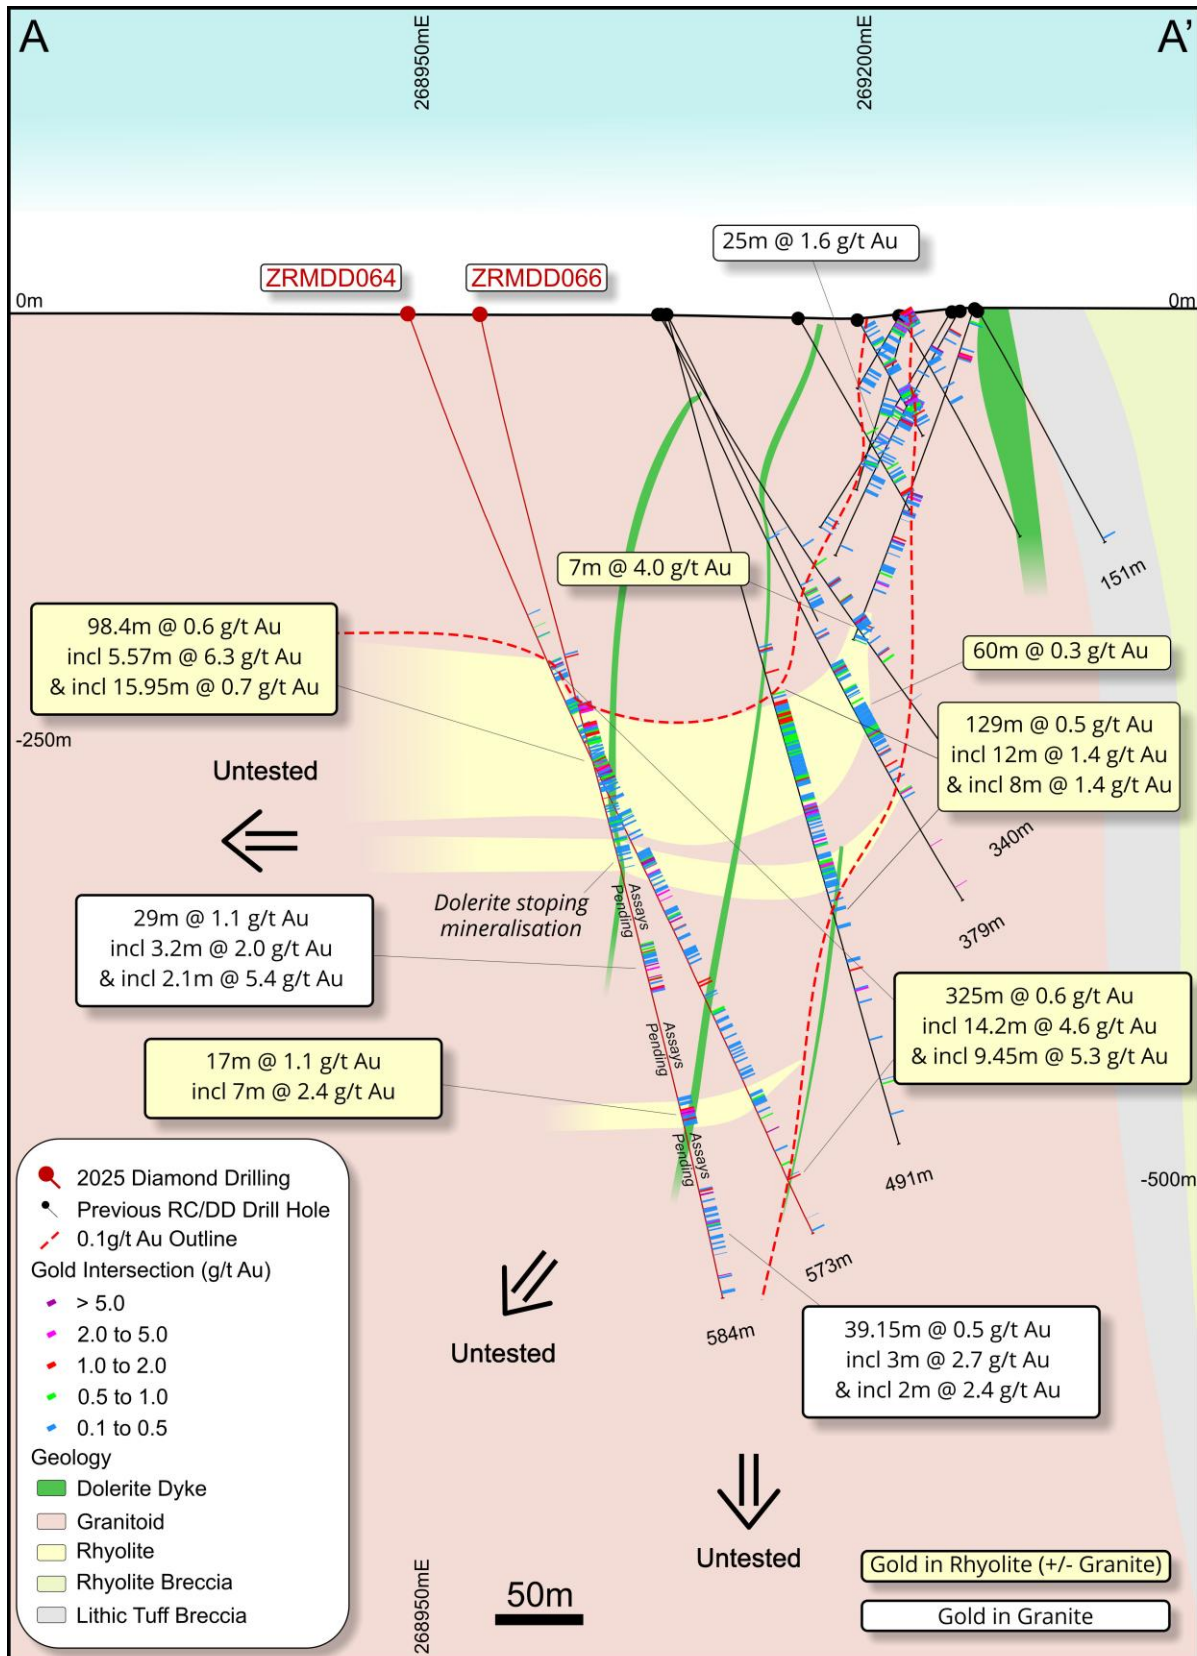 A
268950mE
269200mE
A’
25m @ 1.6 g/t Au
ZRMDD064
ZRMDD066
0m
0m
7m @ 4.0 g/t Au
151m
98.4m @ 0.6 g/t Au
incl 5.57m @ 6.3 g/t Au
& incl 15.95m @ 0.7 g/t Au
60m @ 0.3 g/t Au
-250m
Untested
129m @ 0.5 g/t Au
incl 12m @ 1.4 g/t Au
& incl 8m @ 1.4 g/t Au
340m
Dolerite stoping
mineralisation
Assays
Pending
379m
29m @ 1.1 g/t Au
incl 3.2m @ 2.0 g/t Au
& incl 2.1m @ 5.4 g/t Au
325m @ 0.6 g/t Au
incl 14.2m @ 4.6 g/t Au
& incl 9.45m @ 5.3 g/t Au
Assays
Pending
17m @ 1.1 g/t Au
incl 7m @ 2.4 g/t Au
Assays
Pending
491m
-500m
573m
584m
Untested
39.15m @ 0.5 g/t Au
incl 3m @ 2.7 g/t Au
& incl 2m @ 2.4 g/t Au
2025 Diamond Drilling
Previous RC/DD Drill Hole
0.1g/t Au Outline
Gold Intersection (g/t Au)
> 5.0
2.0 to 5.0
1.0 to 2.0
0.5 to 1.0
0.1 to 0.5
Geology
Dolerite Dyke
Granitoid
Rhyolite
Rhyolite Breccia
Lithic Tuff Breccia
268950mE
50m
Untested
Gold in Rhyolite (+/- Granite)
Gold in Granite